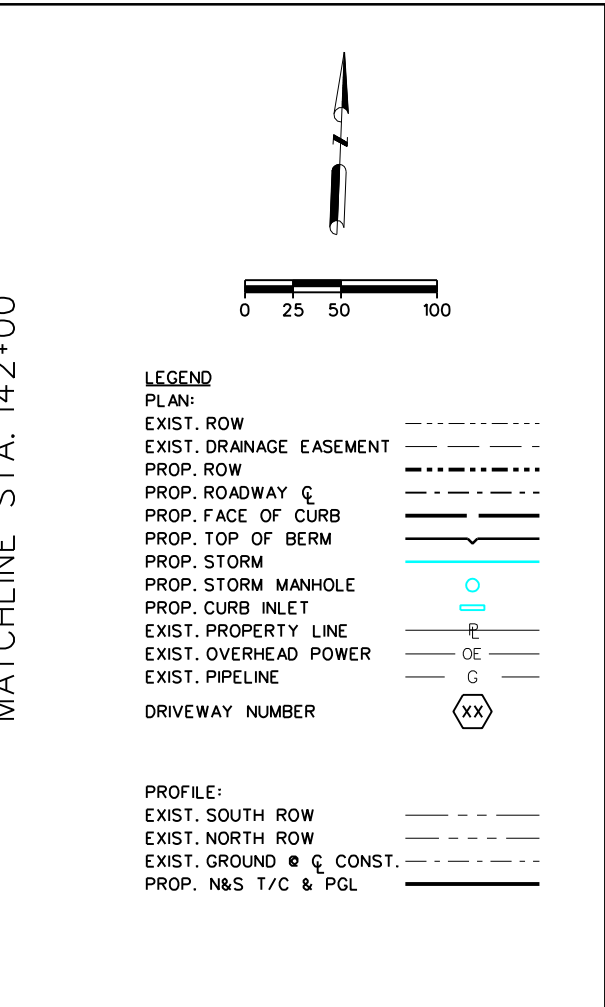 MATCHLINE STA. 142+00
Z
0 25 50 100
LEGEND
PLAN:
EXIST. ROW
EXIST. DRAINAGE EASEMENT
PROP. ROW
PROP. ROADWAY ℄
PROP. FACE OF CURB
PROP. TOP OF BERM
PROP. STORM
PROP. STORM MANHOLE
PROP. CURB INLET
EXIST. PROPERTY LINE ⅊
EXIST. OVERHEAD POWER OE
EXIST. PIPELINE G
DRIVEWAY NUMBER XX
PROFILE:
EXIST. SOUTH ROW
EXIST. NORTH ROW
EXIST. GROUND @ ℄ CONST.
PROP. N&S T/C & PGL